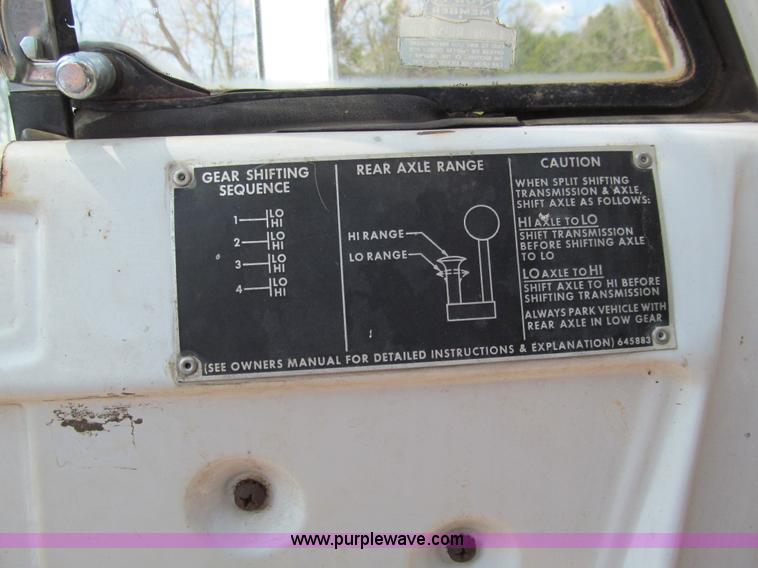 GEAR SHIFTING
SEQUENCE
1 LO
HI
2 LO
HI
3 LO
HI
4 LO
HI
REAR AXLE RANGE
HI RANGE
LO RANGE
CAUTION
WHEN SPLIT SHIFTING
TRANSMISSION & AXLE,
SHIFT AXLE AS FOLLOWS:
HI AXLE TO LO
SHIFT TRANSMISSION
BEFORE SHIFTING AXLE
TO LO
LO AXLE TO HI
SHIFT AXLE TO HI BEFORE
SHIFTING TRANSMISSION
ALWAYS PARK VEHICLE WITH
REAR AXLE IN LOW GEAR
(SEE OWNERS MANUAL FOR DETAILED INSTRUCTIONS & EXPLANATION) 645883
www.purplewave.com